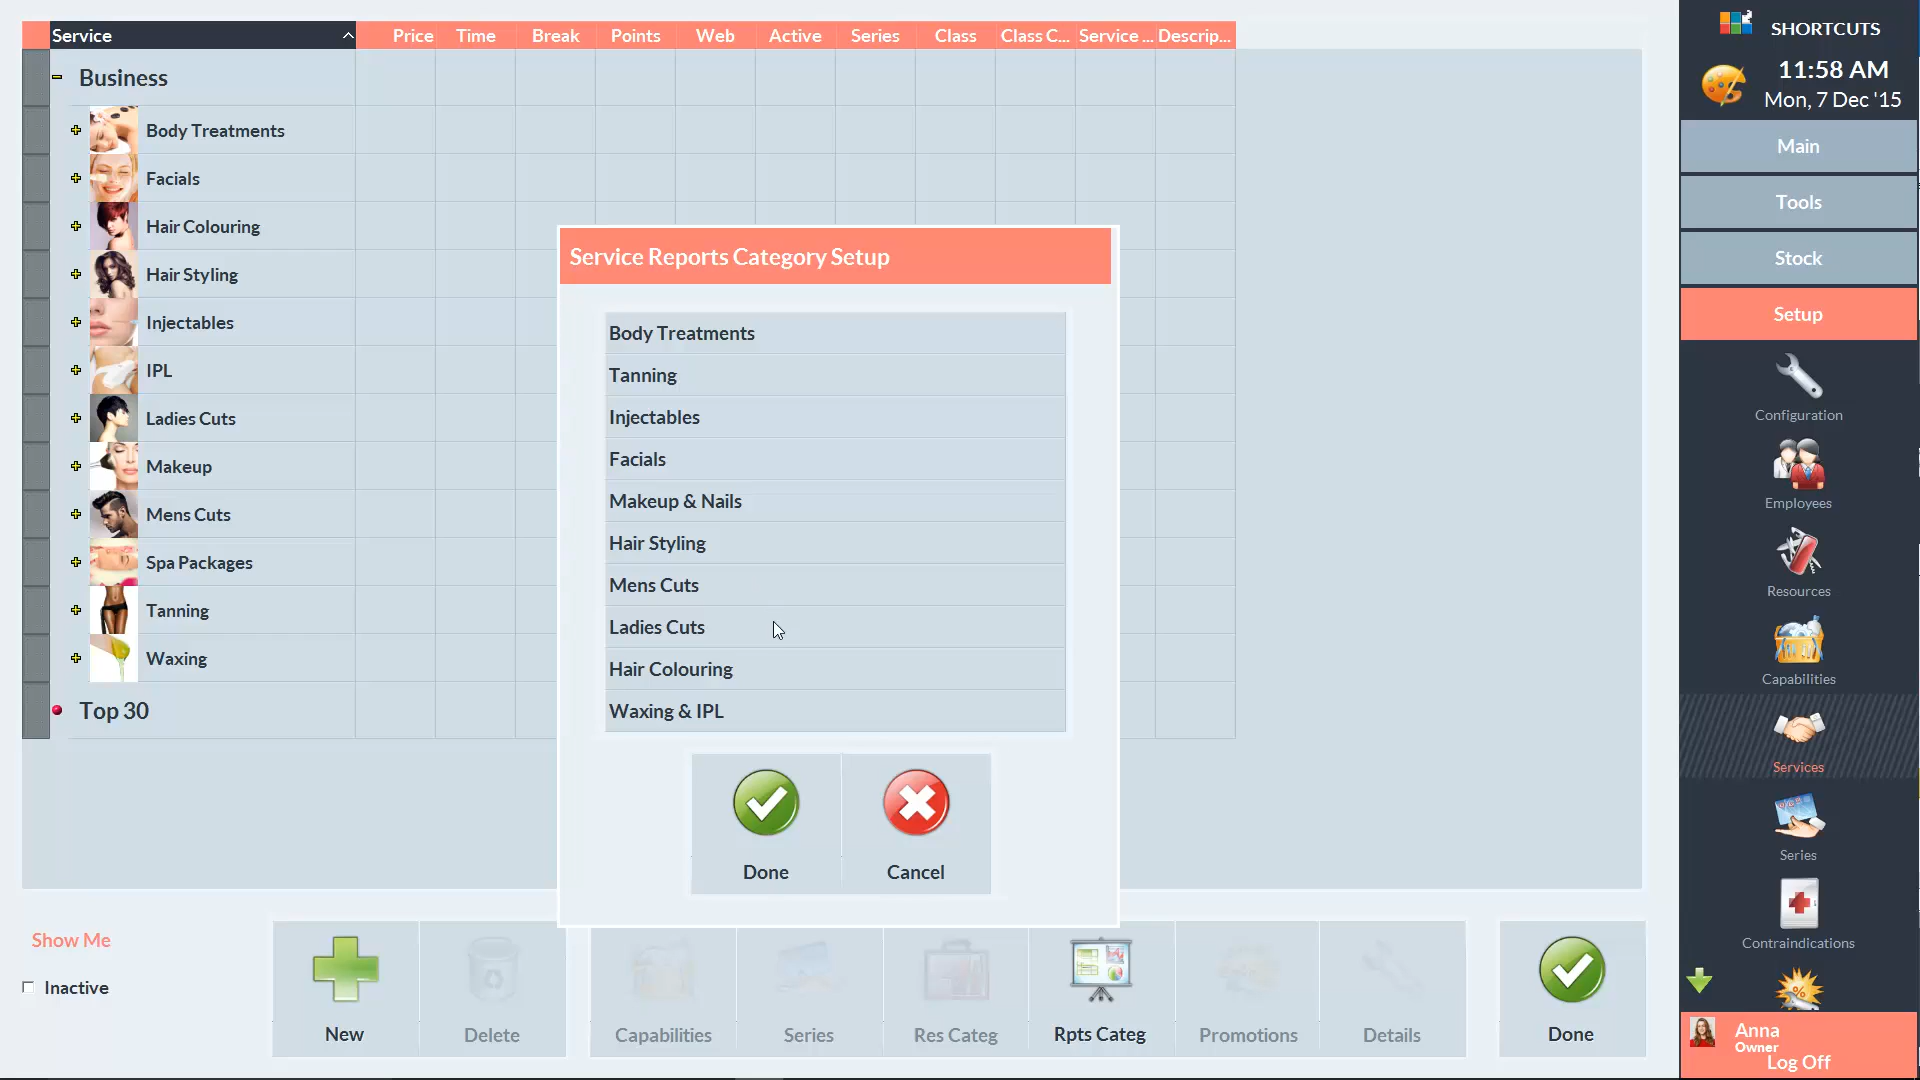 Service Price Time Break Points Web Active Series Class Class C... Service ... Descrip...
Business
Body Treatments
Facials
Hair Colouring
Hair Styling
Injectables
IPL
Ladies Cuts
Makeup
Mens Cuts
Spa Packages
Tanning
Waxing
Top 30
Service Reports Category Setup
Body Treatments
Tanning
Injectables
Facials
Makeup & Nails
Hair Styling
Mens Cuts
Ladies Cuts
Hair Colouring
Waxing & IPL
Done Cancel
Show Me
Inactive
New Delete Capabilities Series Res Categ Rpts Categ Promotions Details Done
SHORTCUTS
11:58 AM
Mon, 7 Dec '15
Main
Tools
Stock
Setup
Configuration
Employees
Resources
Capabilities
Services
Series
Contraindications
Anna
Owner
Log Off